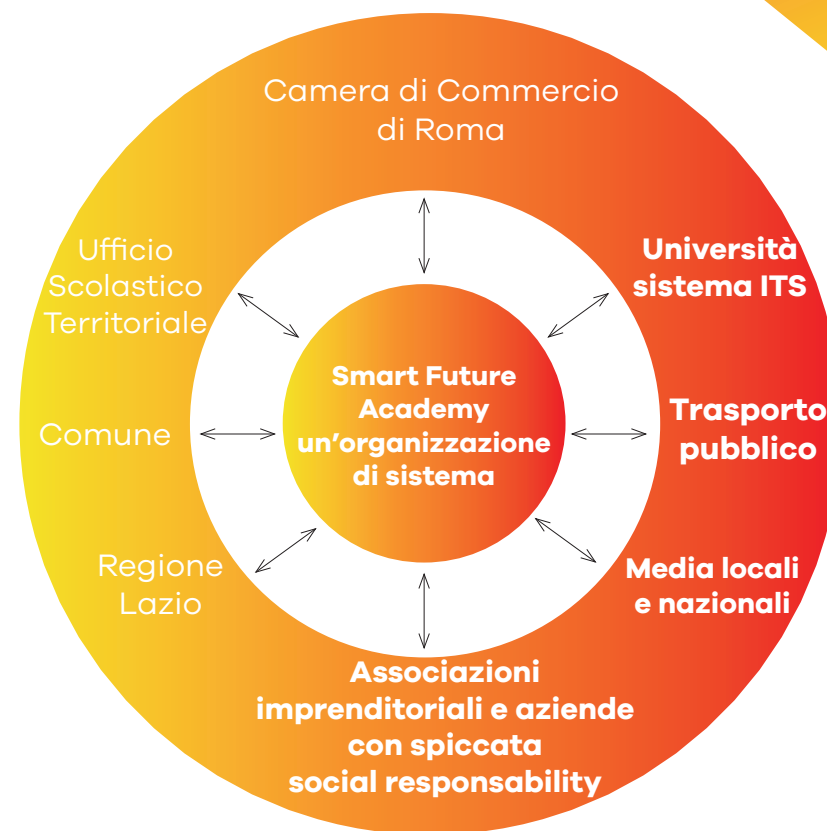 Camera di Commercio
di Roma
Ufficio
Scolastico
Territoriale
Università
sistema ITS
Smart Future
Academy
un'organizzazione
di sistema
Comune
Trasporto
pubblico
Regione
Lazio
Media locali
e nazionali
Associazioni
imprenditoriali e aziende
con spiccata
social responsability